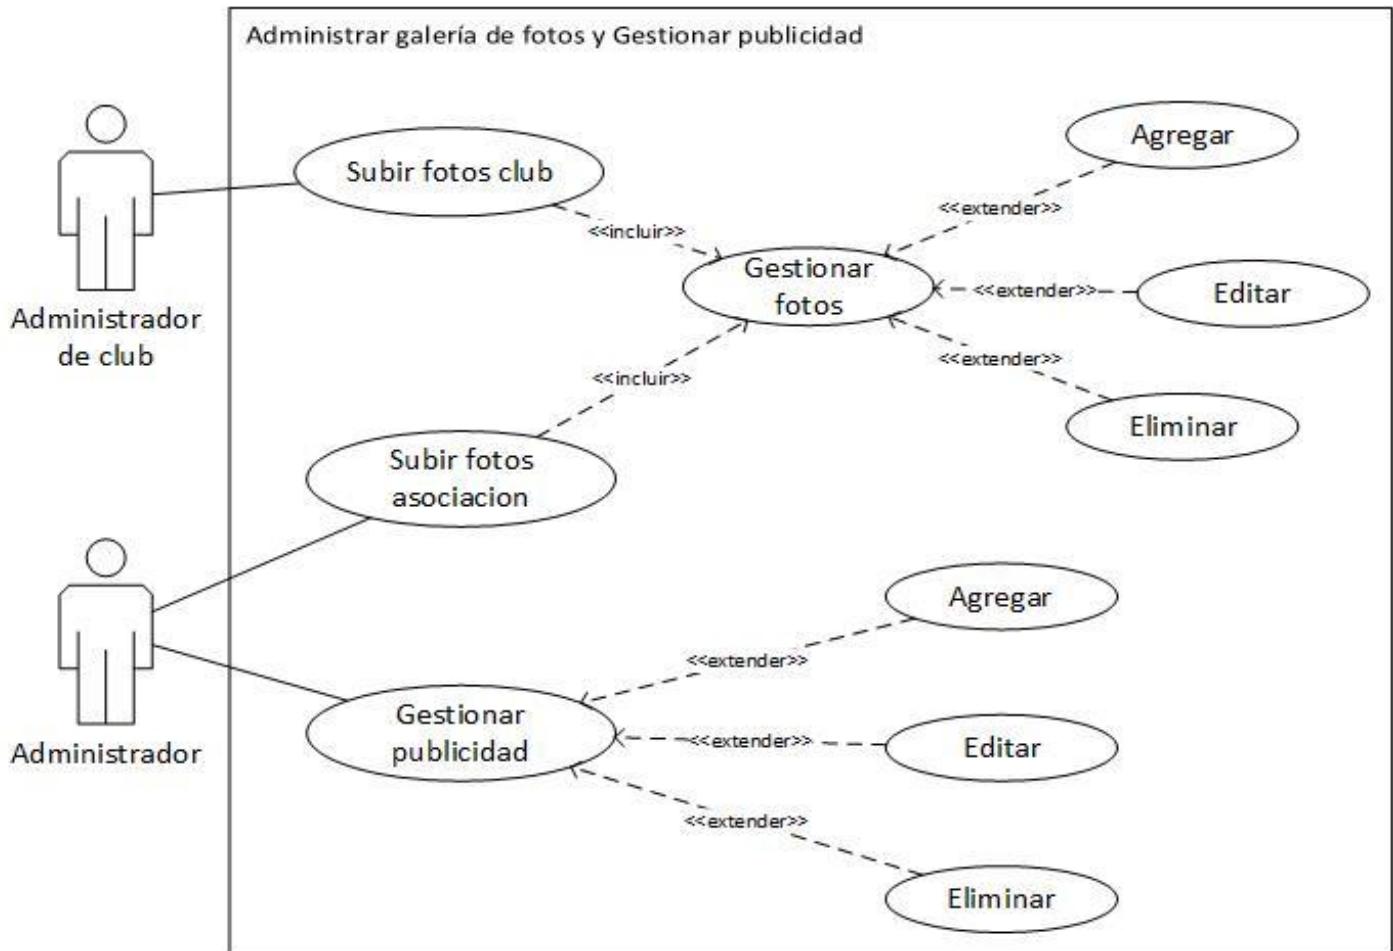 Administrar galería de fotos y Gestionar publicidad
Agregar
Subir fotos club
<<extender>>
<<incluir>>
Gestionar
fotos
<<extender>>
Editar
Administrador
de club
<<extender>>
<<incluir>>
Eliminar
Subir fotos
asociacion
Agregar
<<extender>>
Gestionar
publicidad
<<extender>>
Editar
Administrador
<<extender>>
Eliminar